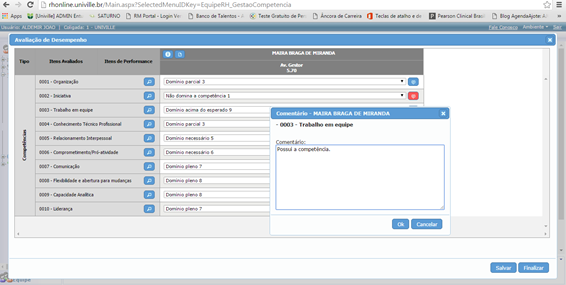 rhonline.univille.br/Main.aspx?SelectedMenuIDKey=EquipeRH_GestaoCompetencia
Apps [Univille] ADMIN Ent SATURNO RM Portal - Login Banco de Talentos - Teste Gratuito de Per Âncora de Carreira Teclas de atalho e de Pearson Clinical Brasil Blog AgendaApte: At
Usuário: ALDEMIR JOAO | Coligada: 1 - UNIVILLE Fale Conosco Ambiente Sair
Avaliação de Desempenho
MAIRA BRAGA DE MIRANDA
Tipo Itens Avaliados Itens de Performance
Av. Gestor
5.70
Competências
0001 - Organização Domínio parcial 3
0002 - Iniciativa Não domina a competência 1
0003 - Trabalho em equipe Domínio acima do esperado 9
0004 - Conhecimento Técnico Profissional Domínio parcial 3
0005 - Relacionamento Interpessoal Domínio necessário 5
0006 - Comprometimento/Pró-atividade Domínio necessário 6
0007 - Comunicação Domínio pleno 7
0008 - Flexibilidade e abertura para mudanças Domínio pleno 8
0009 - Capacidade Analítica Domínio pleno 8
0010 - Liderança Domínio pleno 7
Comentário - MAIRA BRAGA DE MIRANDA
- 0003 - Trabalho em equipe
Comentário:
Possui a competência.
Ok Cancelar
Salvar Finalizar
Equipe